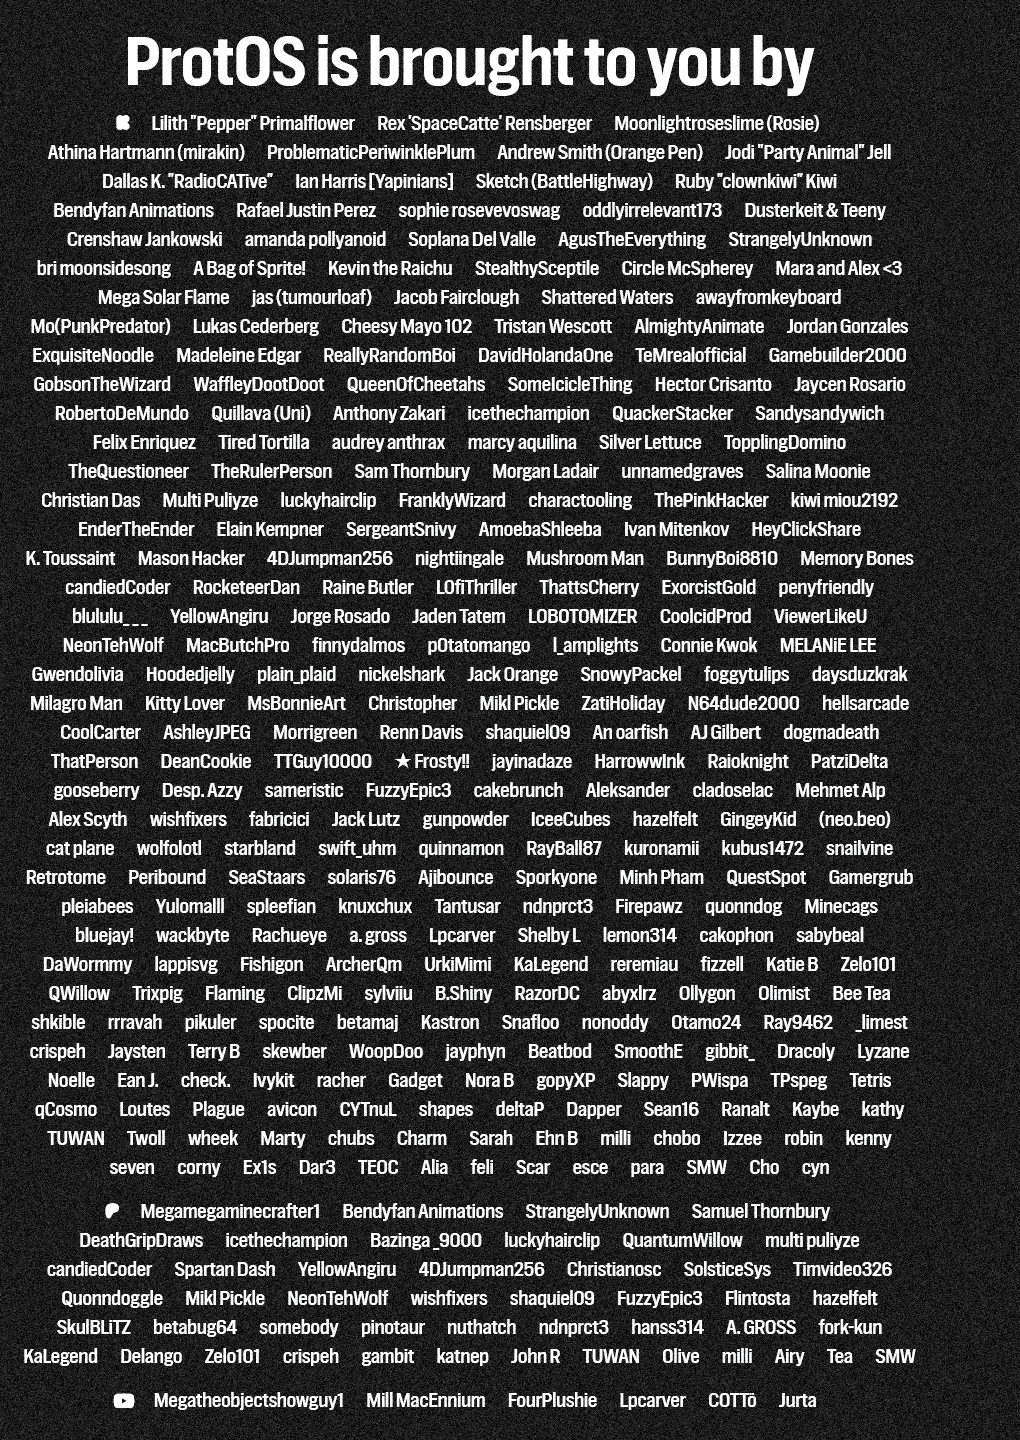 ProtOS is brought to you by
Lilith "Pepper" Primalflower Rex 'SpaceCatte' Rensberger Moonlightroseslime (Rosie)
Athina Hartmann (mirakin) ProblematicPeriwinklePlum Andrew Smith (Orange Pen) Jodi "Party Animal" Jell
Dallas K. "RadioCATive" Ian Harris [Yapinians] Sketch (BattleHighway) Ruby "clownkiwi" Kiwi
Bendyfan Animations Rafael Justin Perez sophie rosevevoswag oddlyirrelevant173 Dusterkeit & Teeny
Crenshaw Jankowski amanda pollyanoid Soplana Del Valle AgusTheEverything StrangelyUnknown
bri moonsidesong A Bag of Sprite! Kevin the Raichu StealthySceptile Circle McSpherey Mara and Alex <3
Mega Solar Flame jas (tumourloaf) Jacob Fairclough Shattered Waters awayfromkeyboard
Mo(PunkPredator) Lukas Cederberg Cheesy Mayo 102 Tristan Wescott AlmightyAnimate Jordan Gonzales
ExquisiteNoodle Madeleine Edgar ReallyRandomBoi DavidHolandaOne TeMrealofficial Gamebuilder2000
GobsonTheWizard WaffleyDootDoot QueenOfCheetahs SomeIcicleThing Hector Crisanto Jaycen Rosario
RobertoDeMundo Quillava (Uni) Anthony Zakari icethechampion QuackerStacker Sandysandywich
Felix Enriquez Tired Tortilla audrey anthrax marcy aquilina Silver Lettuce TopplingDomino
TheQuestioneer TheRulerPerson Sam Thornbury Morgan Ladair unnamedgraves Salina Moonie
Christian Das Multi Puliyze luckyhairclip FranklyWizard charactooling ThePinkHacker kiwi miou2192
EnderTheEnder Elain Kempner SergeantSnivy AmoebaShleeba Ivan Mitenkov HeyClickShare
K. Toussaint Mason Hacker 4DJumpman256 nightiingale Mushroom Man BunnyBoi8810 Memory Bones
candiedCoder RocketeerDan Raine Butler L0fiThriller ThattsCherry ExorcistGold penyfriendly
blululu_ _ _ YellowAngiru Jorge Rosado Jaden Tatem LOBOTOMIZER CoolcidProd ViewerLikeU
NeonTehWolf MacButchPro finnydalmos p0tatomango l_amplights Connie Kwok MELANiE LEE
Gwendolivia Hoodedjelly plain_plaid nickelshark Jack Orange SnowyPackel foggytulips daysduzkrak
Milagro Man Kitty Lover MsBonnieArt Christopher Mikl Pickle ZatiHoliday N64dude2000 hellsarcade
CoolCarter AshleyJPEG Morrigreen Renn Davis shaquiel09 An oarfish AJ Gilbert dogmadeath
ThatPerson DeanCookie TTGuy10000 ★ Frosty!! jayinadaze HarrowwInk Raioknight PatziDelta
gooseberry Desp. Azzy sameristic FuzzyEpic3 cakebrunch Aleksander cladoselac Mehmet Alp
Alex Scyth wishfixers fabricici Jack Lutz gunpowder IceeCubes hazelfelt GingeyKid (neo.beo)
cat plane wolfolotl starbland swift_uhm quinnamon RayBall87 kuronamii kubus1472 snailvine
Retrotome Peribound SeaStaars solaris76 Ajibounce Sporkyone Minh Pham QuestSpot Gamergrub
pleiabees Yulomalll spleefian knuxchux Tantusar ndnprct3 Firepawz quonndog Minecags
bluejay! wackbyte Rachueye a. gross Lpcarver Shelby L lemon314 cakophon sabybeal
DaWormmy lappisvg Fishigon ArcherQm UrkiMimi KaLegend reremiau fizzell Katie B Zelo101
QWillow Trixpig Flaming ClipzMi sylviiu B.Shiny RazorDC abyxlrz Ollygon Olimist Bee Tea
shkible rrravah pikuler spocite betamaj Kastron Snafloo nonoddy Otamo24 Ray9462 _limest
crispeh Jaysten Terry B skewber WoopDoo jayphyn Beatbod SmoothE gibbit_ Dracoly Lyzane
Noelle Ean J. check. Ivykit racher Gadget Nora B gopyXP Slappy PWispa TPspeg Tetris
qCosmo Loutes Plague avicon CYTnuL shapes deltaP Dapper Sean16 Ranalt Kaybe kathy
TUWAN Twoll wheek Marty chubs Charm Sarah Ehn B milli chobo Izzee robin kenny
seven corny Ex1s Dar3 TEOC Alia feli Scar esce para SMW Cho cyn
Megamegaminecrafter1 Bendyfan Animations StrangelyUnknown Samuel Thornbury
DeathGripDraws icethechampion Bazinga _9000 luckyhairclip QuantumWillow multi puliyze
candiedCoder Spartan Dash YellowAngiru 4DJumpman256 Christianosc SolsticeSys Timvideo326
Quonndoggle Mikl Pickle NeonTehWolf wishfixers shaquiel09 FuzzyEpic3 Flintosta hazelfelt
SkulBLiTZ betabug64 somebody pinotaur nuthatch ndnprct3 hanss314 A. GROSS fork-kun
KaLegend Delango Zelo101 crispeh gambit katnep John R TUWAN Olive milli Airy Tea SMW
Megatheobjectshowguy1 Mill MacEnnium FourPlushie Lpcarver COTTō Jurta